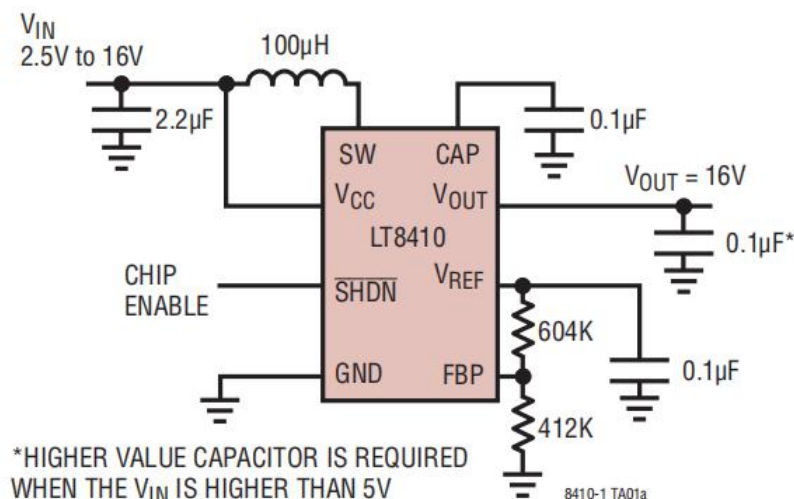 VIN
2.5V to 16V
100µH
2.2µF
0.1µF
SW
CAP
VCC
VOUT
VOUT = 16V
LT8410
0.1µF*
CHIP
ENABLE
SHDN
VREF
604K
0.1µF
GND
FBP
412K
*HIGHER VALUE CAPACITOR IS REQUIRED
WHEN THE VIN IS HIGHER THAN 5V
8410-1 TA01a